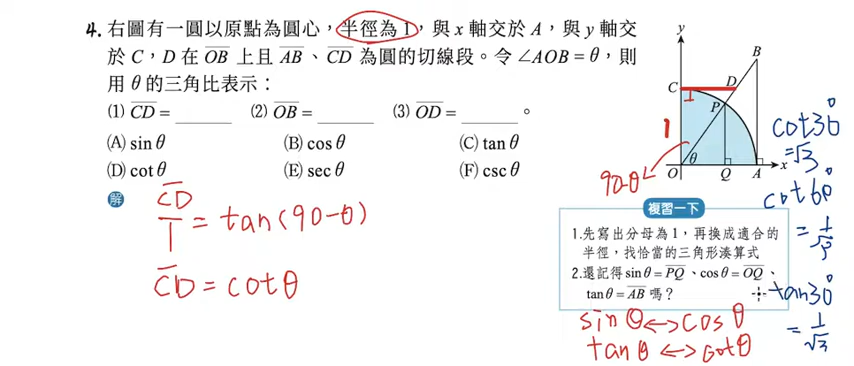 4. 右圖有一圓以原點為圓心，半徑為 1，與 x 軸交於 A，與 y 軸交
於 C，D 在 OB 上且 AB、CD 為圓的切線段。令 ∠AOB = θ，則
用 θ 的三角比表示：
(1) CD = ______ (2) OB = ______ (3) OD = ______ 。
(A) sin θ (B) cos θ (C) tan θ
(D) cot θ (E) sec θ (F) csc θ
解
CD/1 = tan(90-θ)
CD = cot θ
y
B
C
D
1
P
1
θ
O
Q
A
x
90-θ
cot30°
=√3
cot60°
=1/√3
tan30°
=1/√3
複習一下
1.先寫出分母為 1，再換成適合的
半徑，找恰當的三角形湊算式
2.還記得 sin θ = PQ、cos θ = OQ、
tan θ = AB 嗎？
sin θ ↔ cos θ
tan θ ↔ cot θ